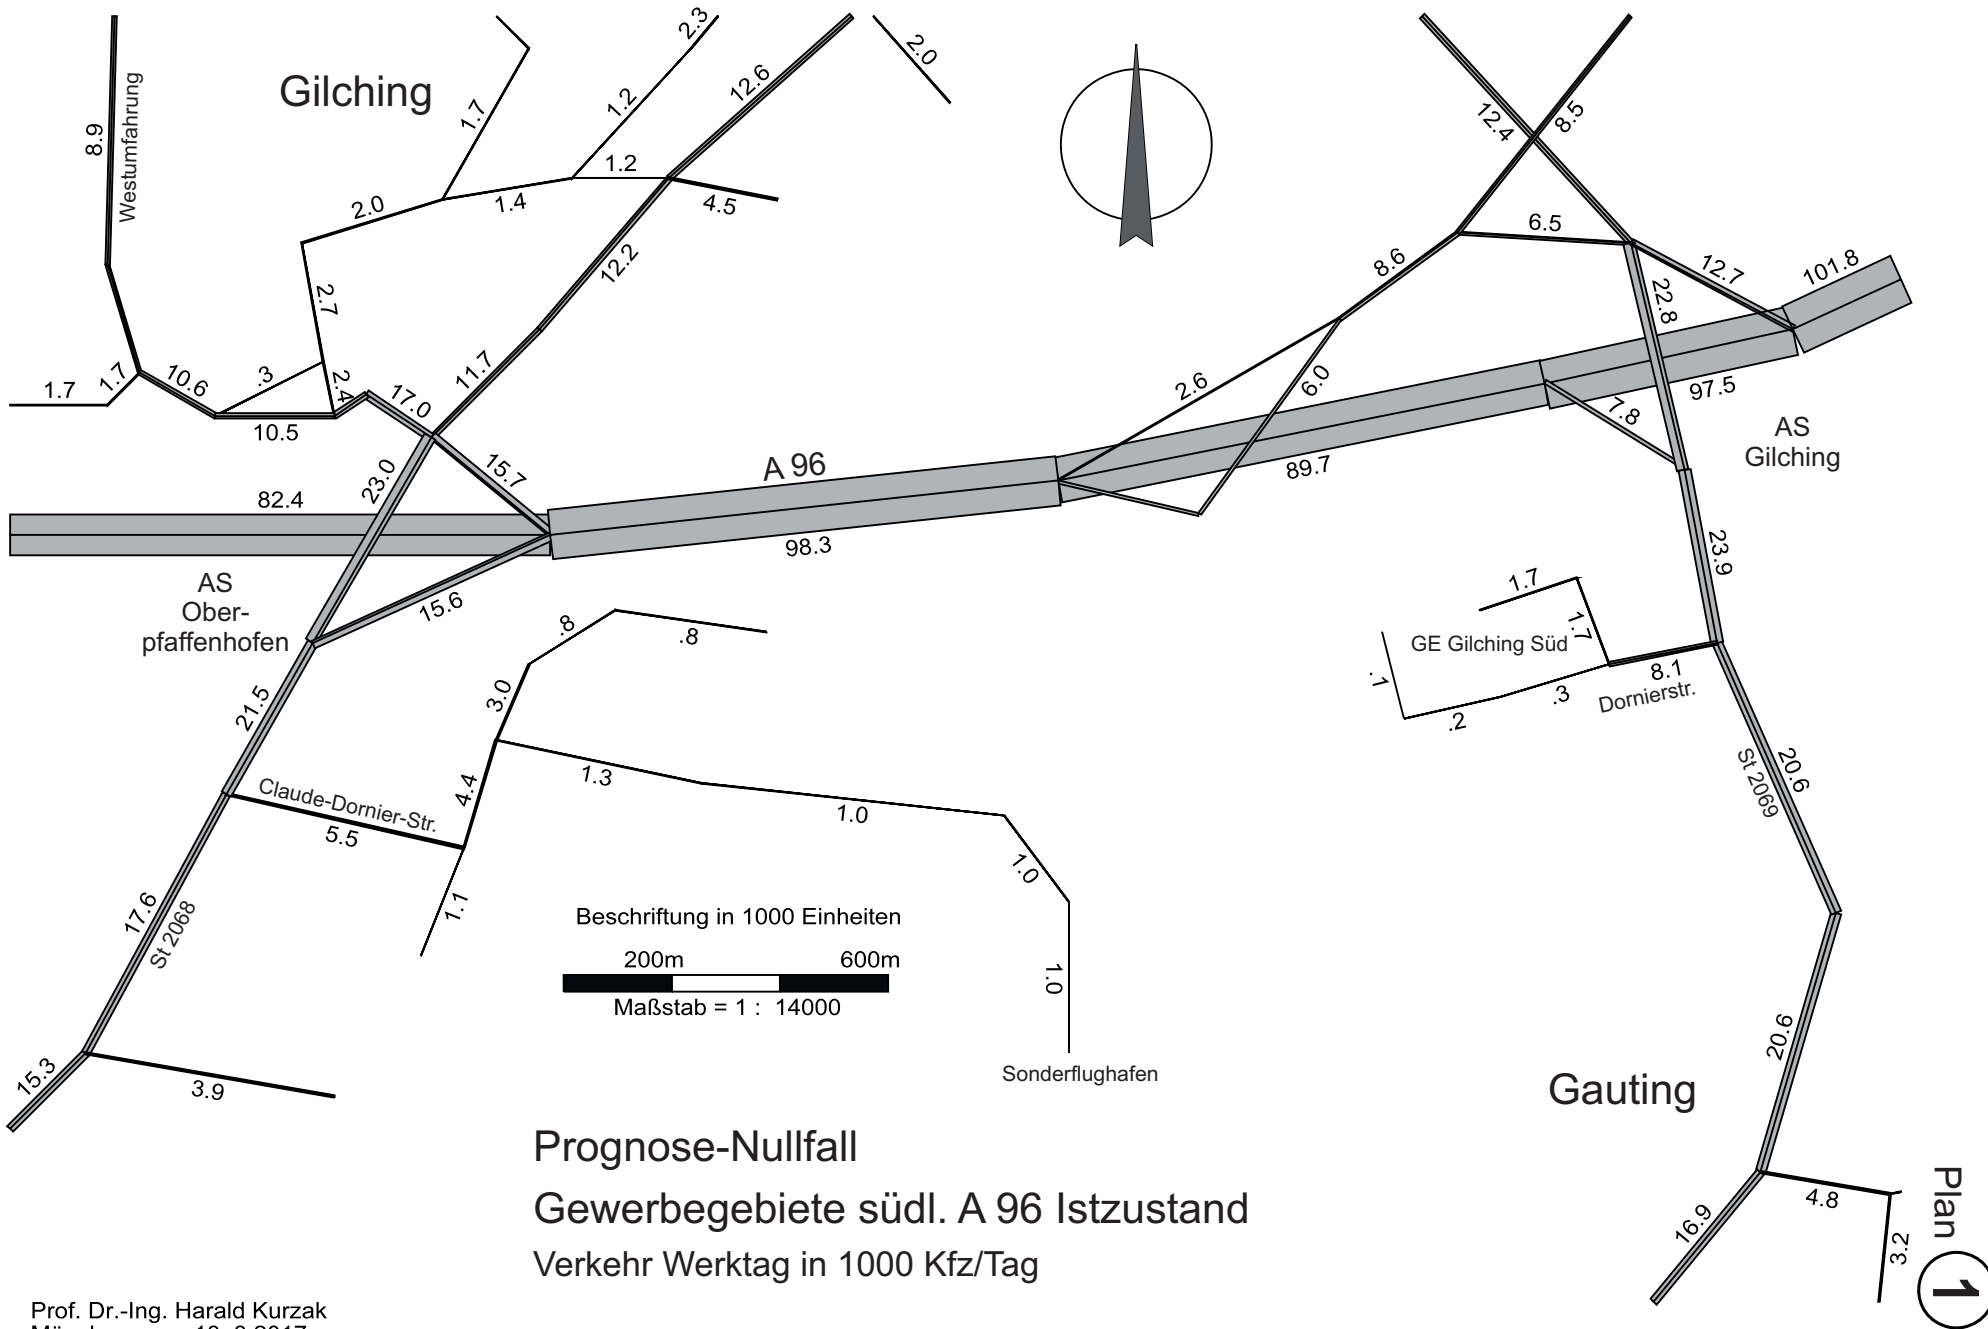 Gilching
8.9
Westumfahrung
1.7
2.3
1.2
12.6
2.0
1.2
1.4
2.0
4.5
12.2
2.7
.3
2.4
1.7
1.7
10.6
10.5
17.0
11.7
23.0
15.7
82.4
A 96
98.3
AS
Ober-
pfaffenhofen
15.6
21.5
Claude-Dornier-Str.
5.5
17.6
St 2068
15.3
3.9
.8
.8
3.0
4.4
1.1
1.3
1.0
1.0
1.0
Sonderflughafen
12.4
8.5
6.5
8.6
2.6
6.0
89.7
22.8
12.7
101.8
97.5
7.8
AS
Gilching
23.9
1.7
1.7
GE Gilching Süd
.1
.2
.3
8.1
Dornierstr.
20.6
St 2069
20.6
Gauting
16.9
4.8
3.2
Beschriftung in 1000 Einheiten
200m 600m
Maßstab = 1 : 14000
Prognose-Nullfall
Gewerbegebiete südl. A 96 Istzustand
Verkehr Werktag in 1000 Kfz/Tag
Plan 1
Prof. Dr.-Ing. Harald Kurzak